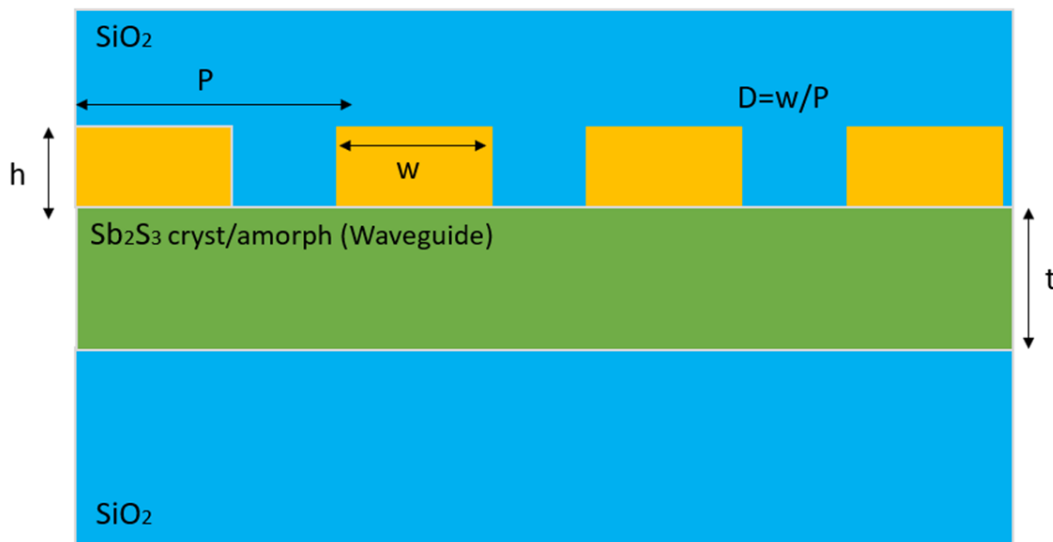 SiO₂
P
D=w/P
h
w
Sb₂S₃ cryst/amorph (Waveguide)
t
SiO₂